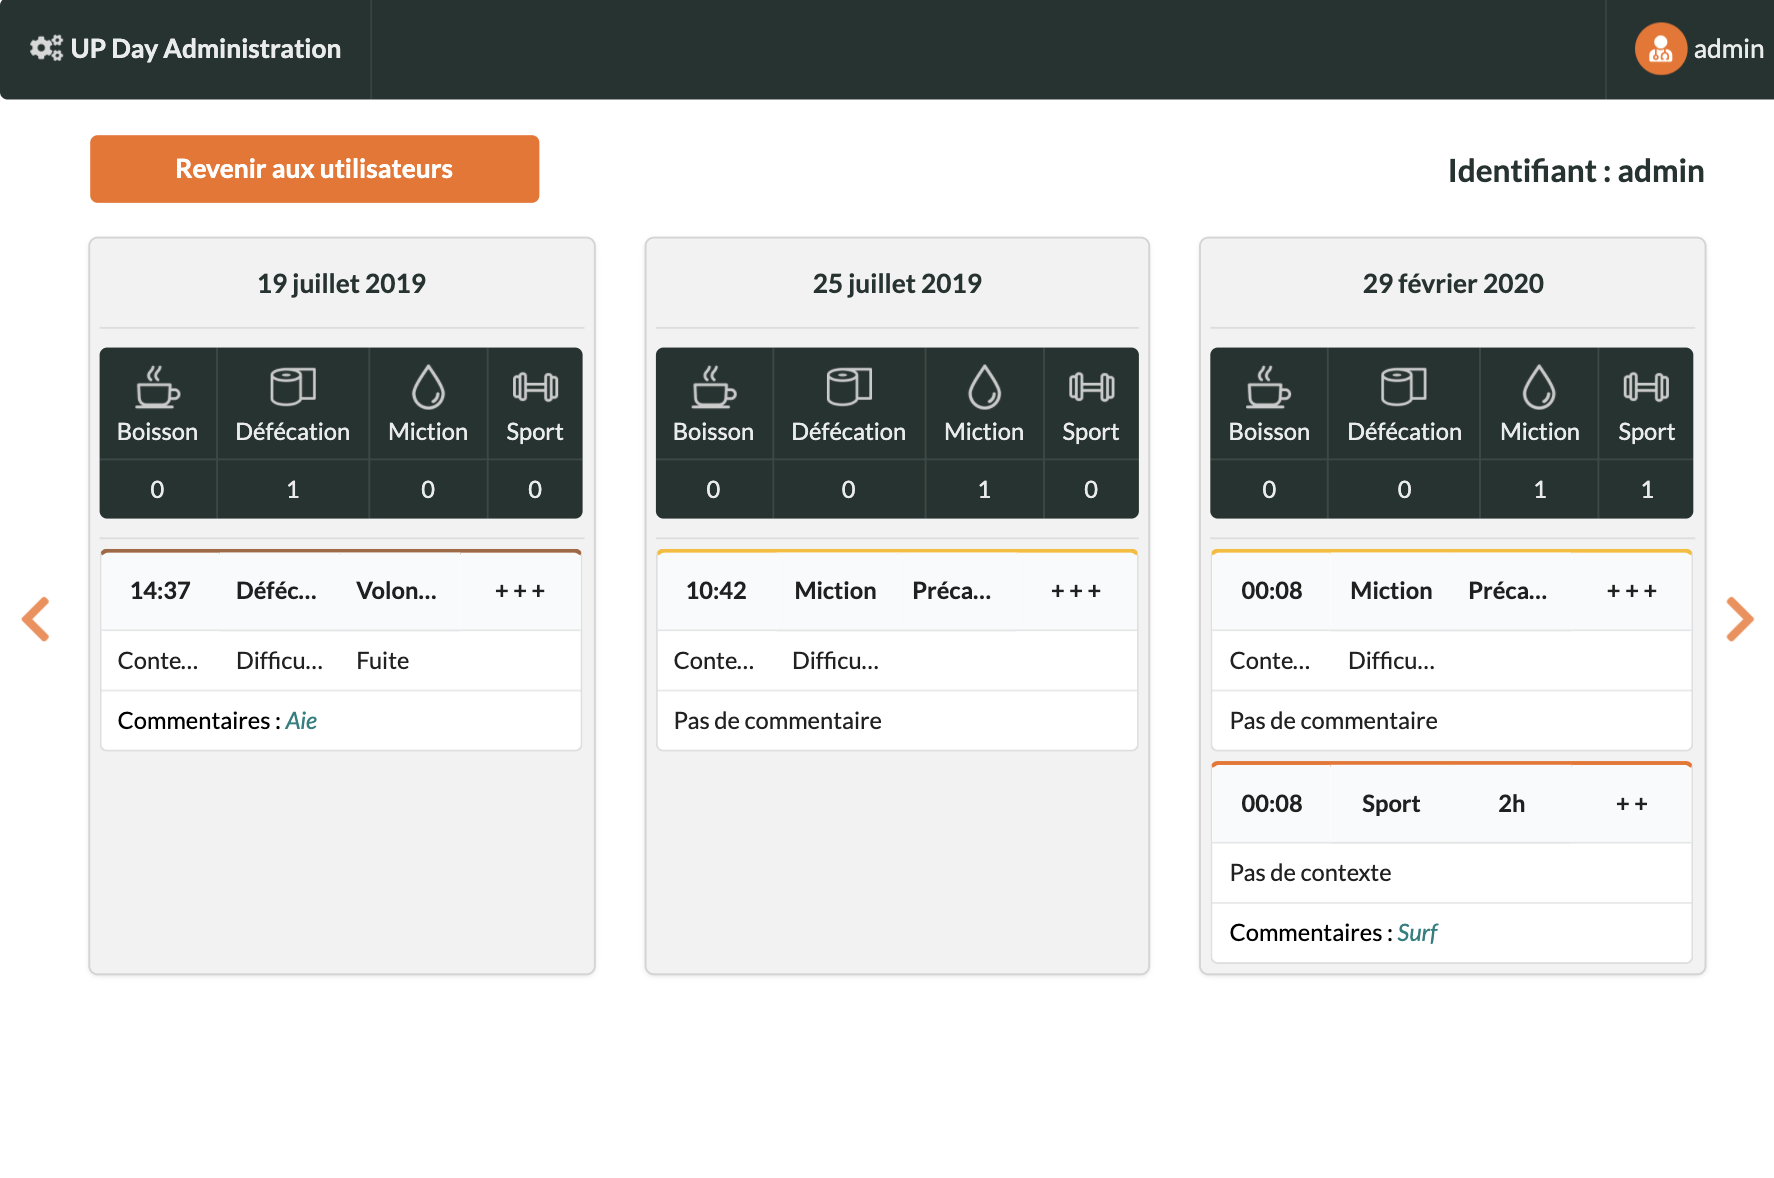 UP Day Administration
admin
Revenir aux utilisateurs
Identifiant : admin
19 juillet 2019
Boisson Défécation Miction Sport
0 1 0 0
14:37 Déféc... Volon... +++
Conte... Difficu... Fuite
Commentaires : Aie
25 juillet 2019
Boisson Défécation Miction Sport
0 0 1 0
10:42 Miction Préca... +++
Conte... Difficu...
Pas de commentaire
29 février 2020
Boisson Défécation Miction Sport
0 0 1 1
00:08 Miction Préca... +++
Conte... Difficu...
Pas de commentaire
00:08 Sport 2h ++
Pas de contexte
Commentaires : Surf